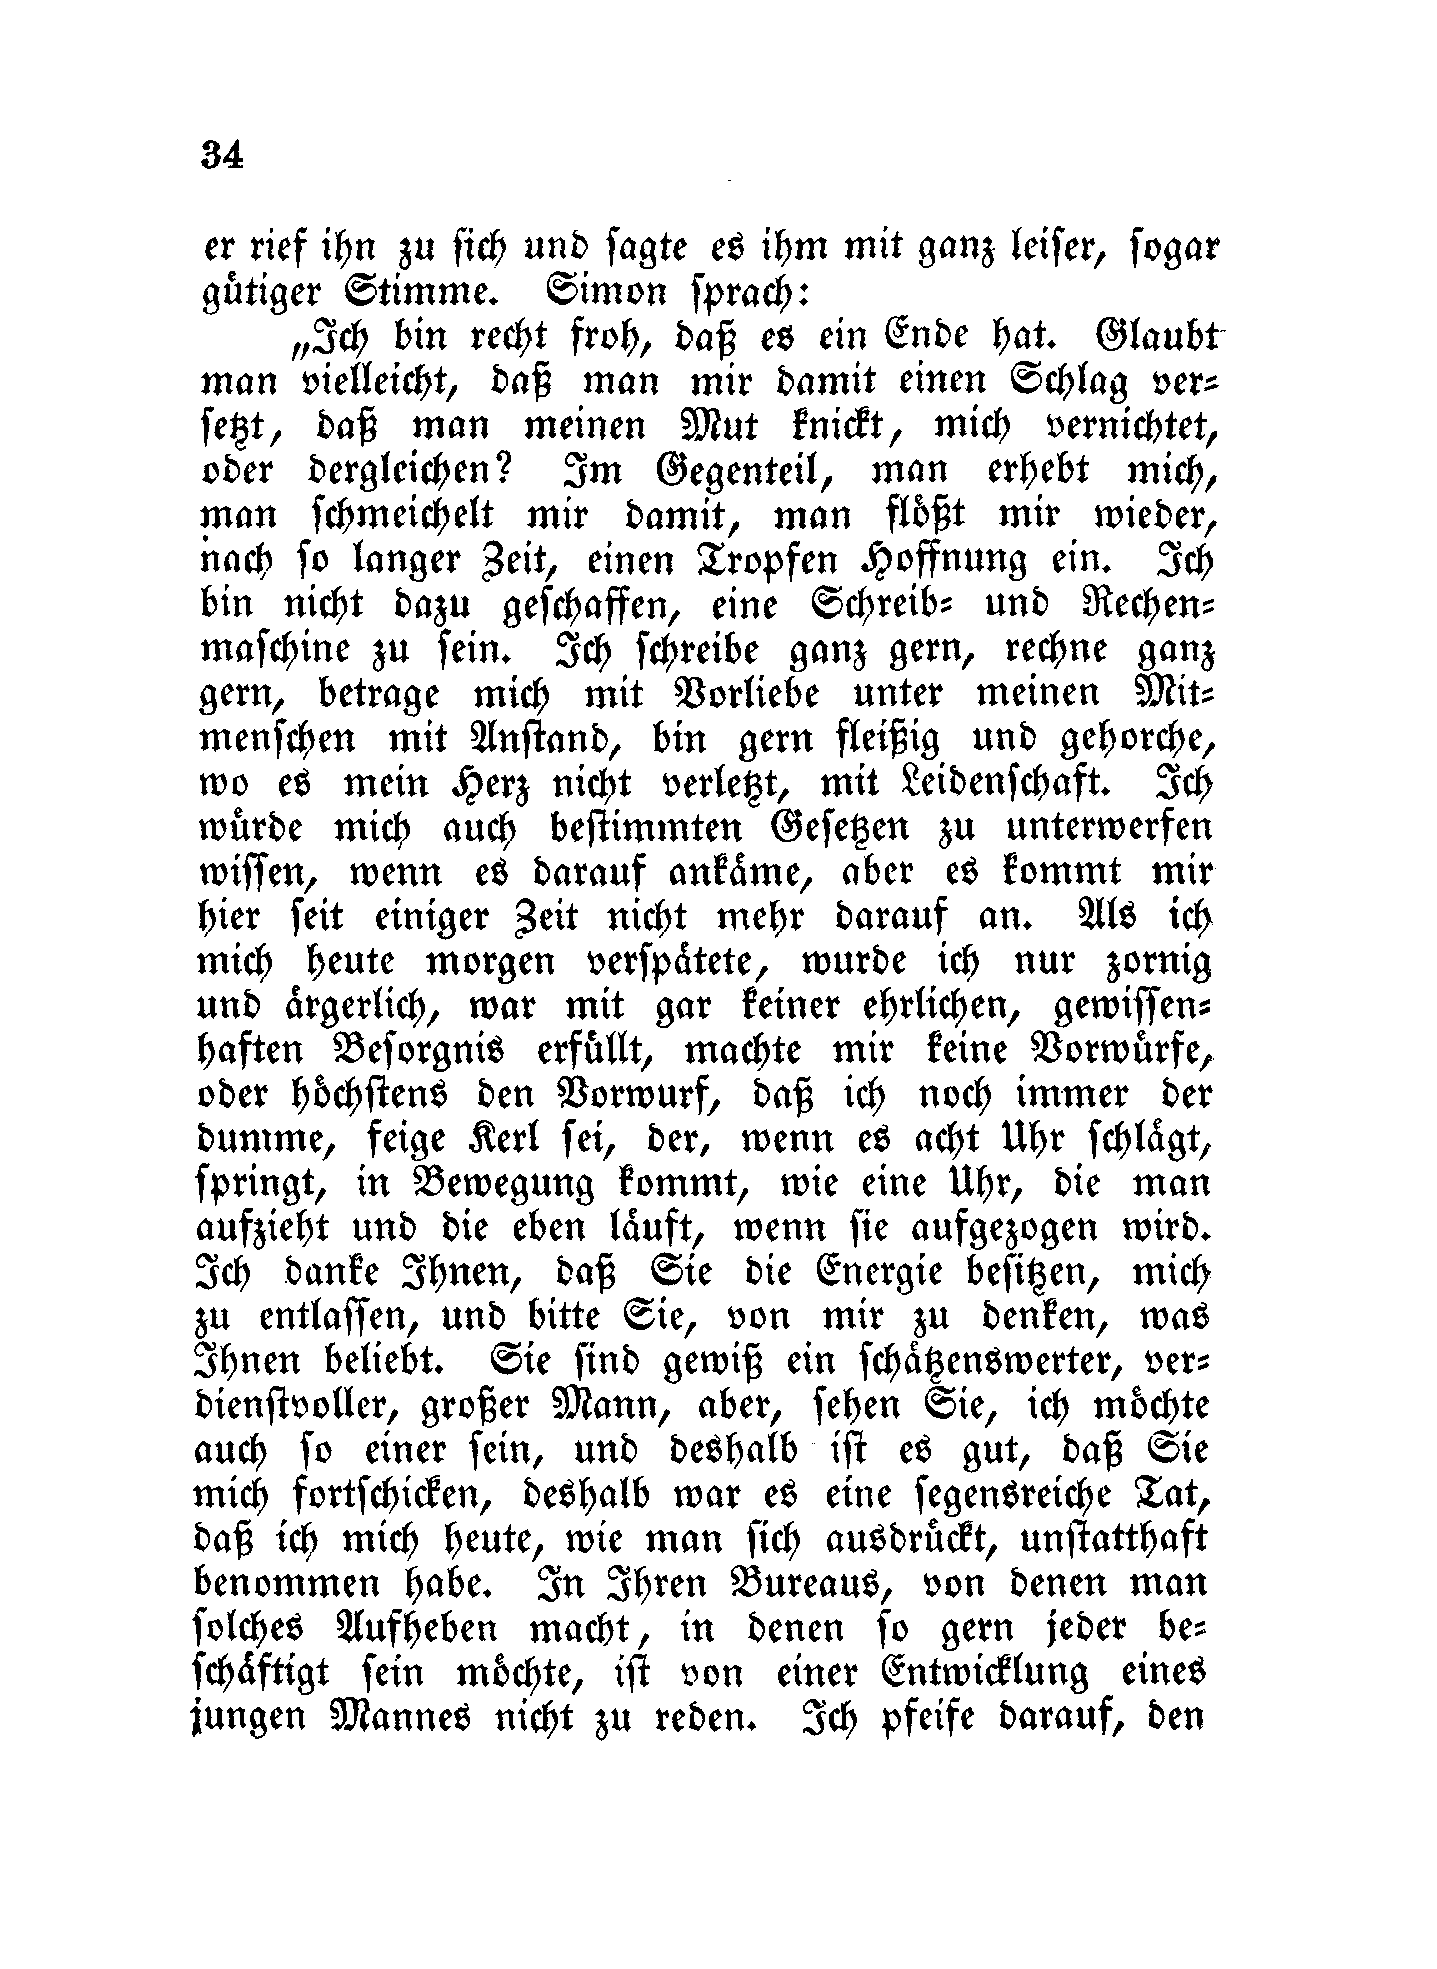 34
er rief ihn zu sich und sagte es ihm mit ganz leiser, sogar
gütiger Stimme. Simon sprach:
„Ich bin recht froh, daß es ein Ende hat. Glaubt
man vielleicht, daß man mir damit einen Schlag ver-
setzt, daß man meinen Mut knickt, mich vernichtet,
oder dergleichen? Im Gegenteil, man erhebt mich,
man schmeichelt mir damit, man flößt mir wieder,
nach so langer Zeit, einen Tropfen Hoffnung ein. Ich
bin nicht dazu geschaffen, eine Schreib- und Rechen-
maschine zu sein. Ich schreibe ganz gern, rechne ganz
gern, betrage mich mit Vorliebe unter meinen Mit-
menschen mit Anstand, bin gern fleißig und gehorche,
wo es mein Herz nicht verletzt, mit Leidenschaft. Ich
würde mich auch bestimmten Gesetzen zu unterwerfen
wissen, wenn es darauf ankäme, aber es kommt mir
hier seit einiger Zeit nicht mehr darauf an. Als ich
mich heute morgen verspätete, wurde ich nur zornig
und ärgerlich, war mit gar keiner ehrlichen, gewissen-
haften Besorgnis erfüllt, machte mir keine Vorwürfe,
oder höchstens den Vorwurf, daß ich noch immer der
dumme, feige Kerl sei, der, wenn es acht Uhr schlägt,
springt, in Bewegung kommt, wie eine Uhr, die man
aufzieht und die eben läuft, wenn sie aufgezogen wird.
Ich danke Ihnen, daß Sie die Energie besitzen, mich
zu entlassen, und bitte Sie, von mir zu denken, was
Ihnen beliebt. Sie sind gewiß ein schätzenswerter, ver-
dienstvoller, großer Mann, aber, sehen Sie, ich möchte
auch so einer sein, und deshalb ist es gut, daß Sie
mich fortschicken, deshalb war es eine segensreiche Tat,
daß ich mich heute, wie man sich ausdrückt, unstatthaft
benommen habe. In Ihren Bureaus, von denen man
solches Aufheben macht, in denen so gern jeder be-
schäftigt sein möchte, ist von einer Entwicklung eines
jungen Mannes nicht zu reden. Ich pfeife darauf, den